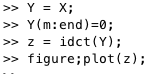 >> Y = X;
>> Y(m:end)=0;
>> z = idct(Y);
>> figure;plot(z);